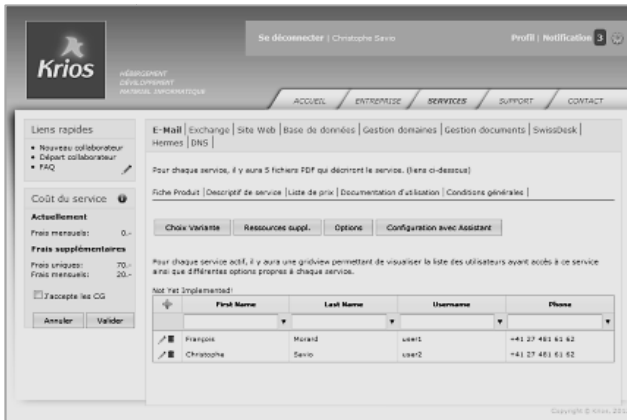 Se déconnecter | Christophe Savio
Profil | Notification 3
Krios
HÉBERGEMENT
DÉVELOPPEMENT
MATÉRIEL INFORMATIQUE
ACCUEIL ENTREPRISE SERVICES SUPPORT CONTACT
Liens rapides
• Nouveau collaborateur
• Départ collaborateur
• FAQ
Coût du service
Actuellement
Frais mensuels: 0.-
Frais supplémentaires
Frais uniques: 70.-
Frais mensuels: 20.-
J'accepte les CG
Annuler Valider
E-Mail | Exchange | Site Web | Base de données | Gestion domaines | Gestion documents | SwissDesk |
Hermes | DNS |
Pour chaque service, il y aura 5 fichiers PDF qui décriront le service. (liens ci-dessous)
Fiche Produit | Descriptif de service | Liste de prix | Documentation d'utilisation | Conditions générales |
Choix Variante Ressources suppl. Options Configuration avec Assistant
Pour chaque service actif, il y aura une gridview permettant de visualiser la liste des utilisateurs ayant accès à ce service
ainsi que différentes options propres à chaque service.
Not Yet Implemented!
First Name Last Name Username Phone
François Morand user1 +41 27 481 61 62
Christophe Savio user2 +41 27 481 61 62
Copyright © Krios,